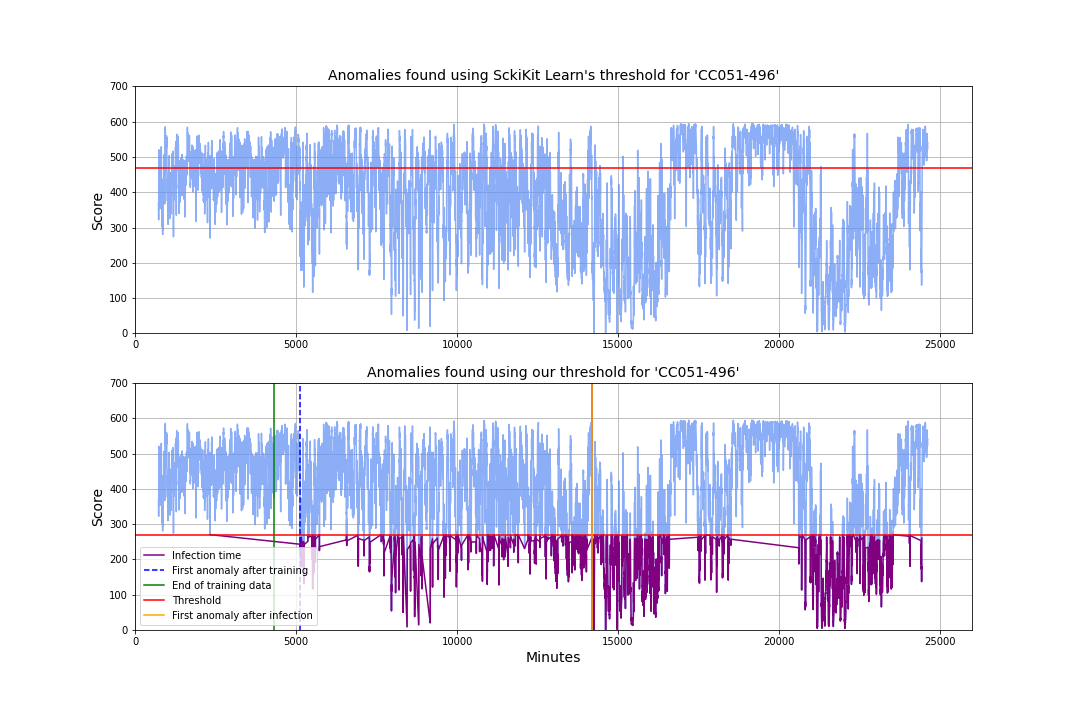 Anomalies found using SckiKit Learn's threshold for 'CC051-496'
700
600
500
400
300
200
100
0
Score
0 5000 10000 15000 20000 25000
Anomalies found using our threshold for 'CC051-496'
700
600
500
400
300
200
100
0
Score
Infection time
First anomaly after training
End of training data
Threshold
First anomaly after infection
0 5000 10000 15000 20000 25000
Minutes